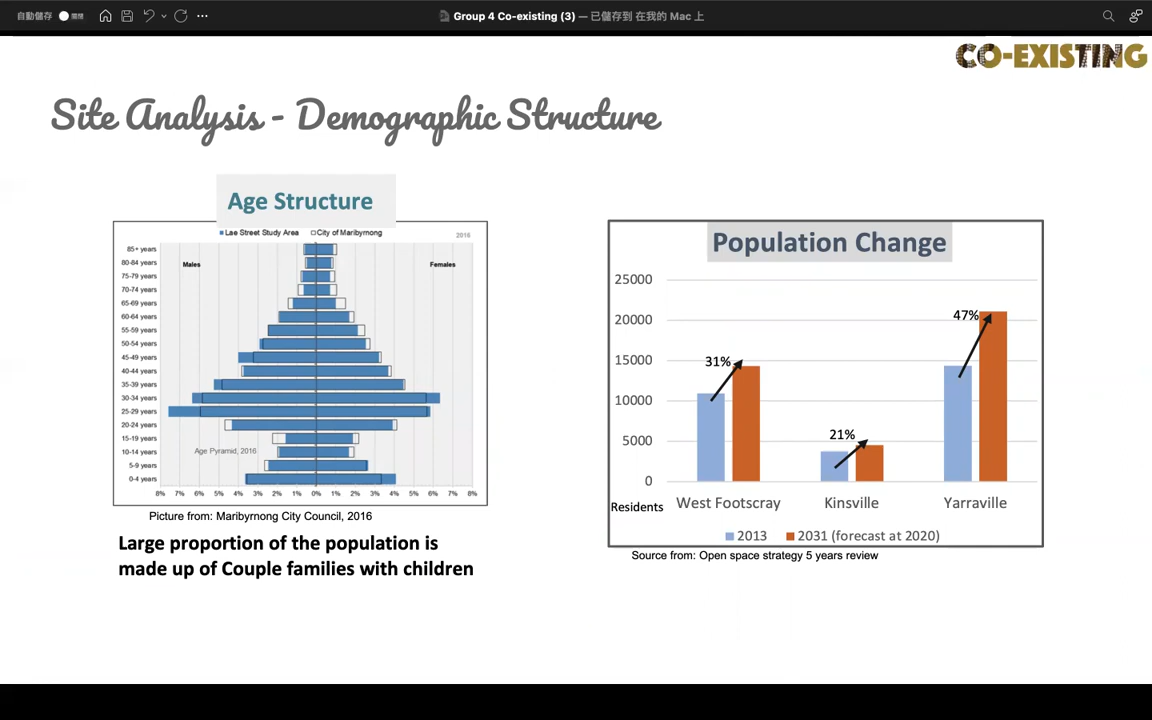 自動儲存
Group 4 Co-existing (3) — 已儲存到 在我的 Mac 上
CO-EXISTING
Site Analysis - Demographic Structure
Age Structure
Lae Street Study Area
City of Maribyrnong
2016
Males
Females
85+ years
80-84 years
75-79 years
70-74 years
65-69 years
60-64 years
55-59 years
50-54 years
45-49 years
40-44 years
35-39 years
30-34 years
25-29 years
20-24 years
15-19 years
10-14 years
5-9 years
0-4 years
Age Pyramid, 2016
8% 7% 6% 5% 4% 3% 2% 1% 0% 1% 2% 3% 4% 5% 6% 7% 8%
Picture from: Maribyrnong City Council, 2016
Large proportion of the population is
made up of Couple families with children
Population Change
25000
20000
15000
10000
5000
0
31%
21%
47%
Residents
West Footscray Kinsville Yarraville
2013 2031 (forecast at 2020)
Source from: Open space strategy 5 years review